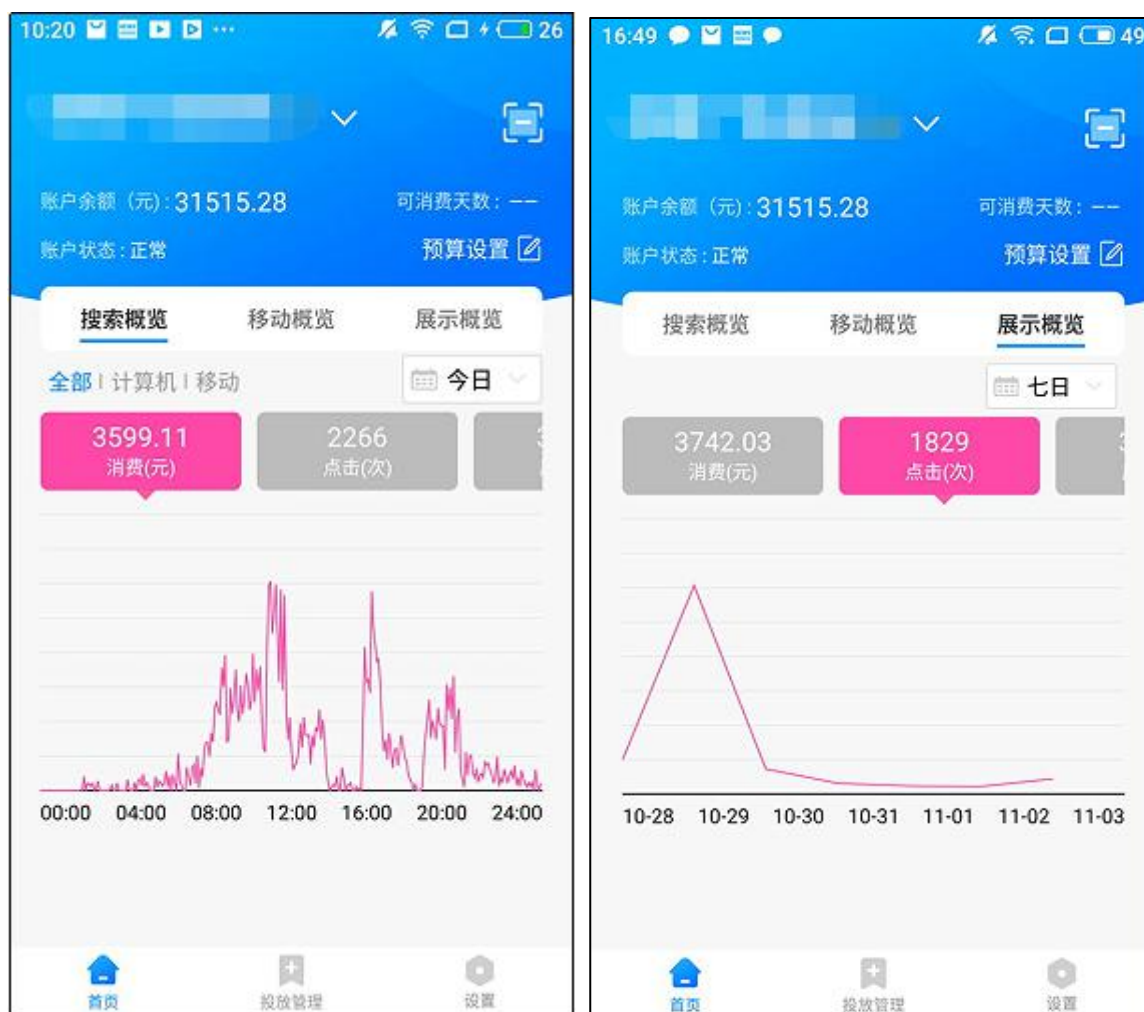 10:20 ··· 26
账户余额（元）: 31515.28 可消费天数: --
账户状态: 正常 预算设置
搜索概览 移动概览 展示概览
全部 | 计算机 | 移动 今日
3599.11 2266
消费(元) 点击(次)
00:00 04:00 08:00 12:00 16:00 20:00 24:00
首页 投放管理 设置
16:49 49
账户余额（元）: 31515.28 可消费天数: --
账户状态: 正常 预算设置
搜索概览 移动概览 展示概览
七日
3742.03 1829
消费(元) 点击(次)
10-28 10-29 10-30 10-31 11-01 11-02 11-03
首页 投放管理 设置